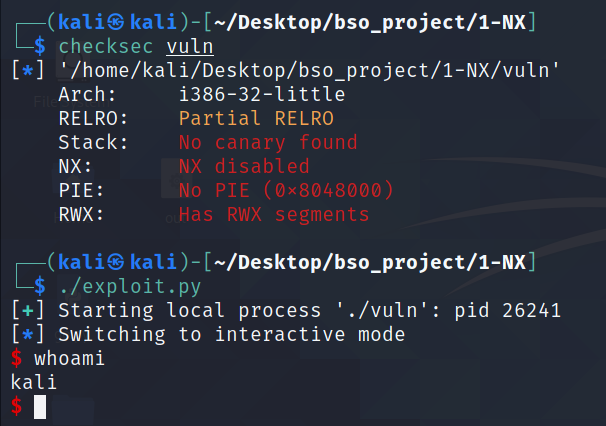 ┌──(kali㉿kali)-[~/Desktop/bso_project/1-NX]
└─$ checksec vuln
[*] '/home/kali/Desktop/bso_project/1-NX/vuln'
Arch: i386-32-little
RELRO: Partial RELRO
Stack: No canary found
NX: NX disabled
PIE: No PIE (0×8048000)
RWX: Has RWX segments
┌──(kali㉿kali)-[~/Desktop/bso_project/1-NX]
└─$ ./exploit.py
[+] Starting local process './vuln': pid 26241
[*] Switching to interactive mode
$ whoami
kali
$